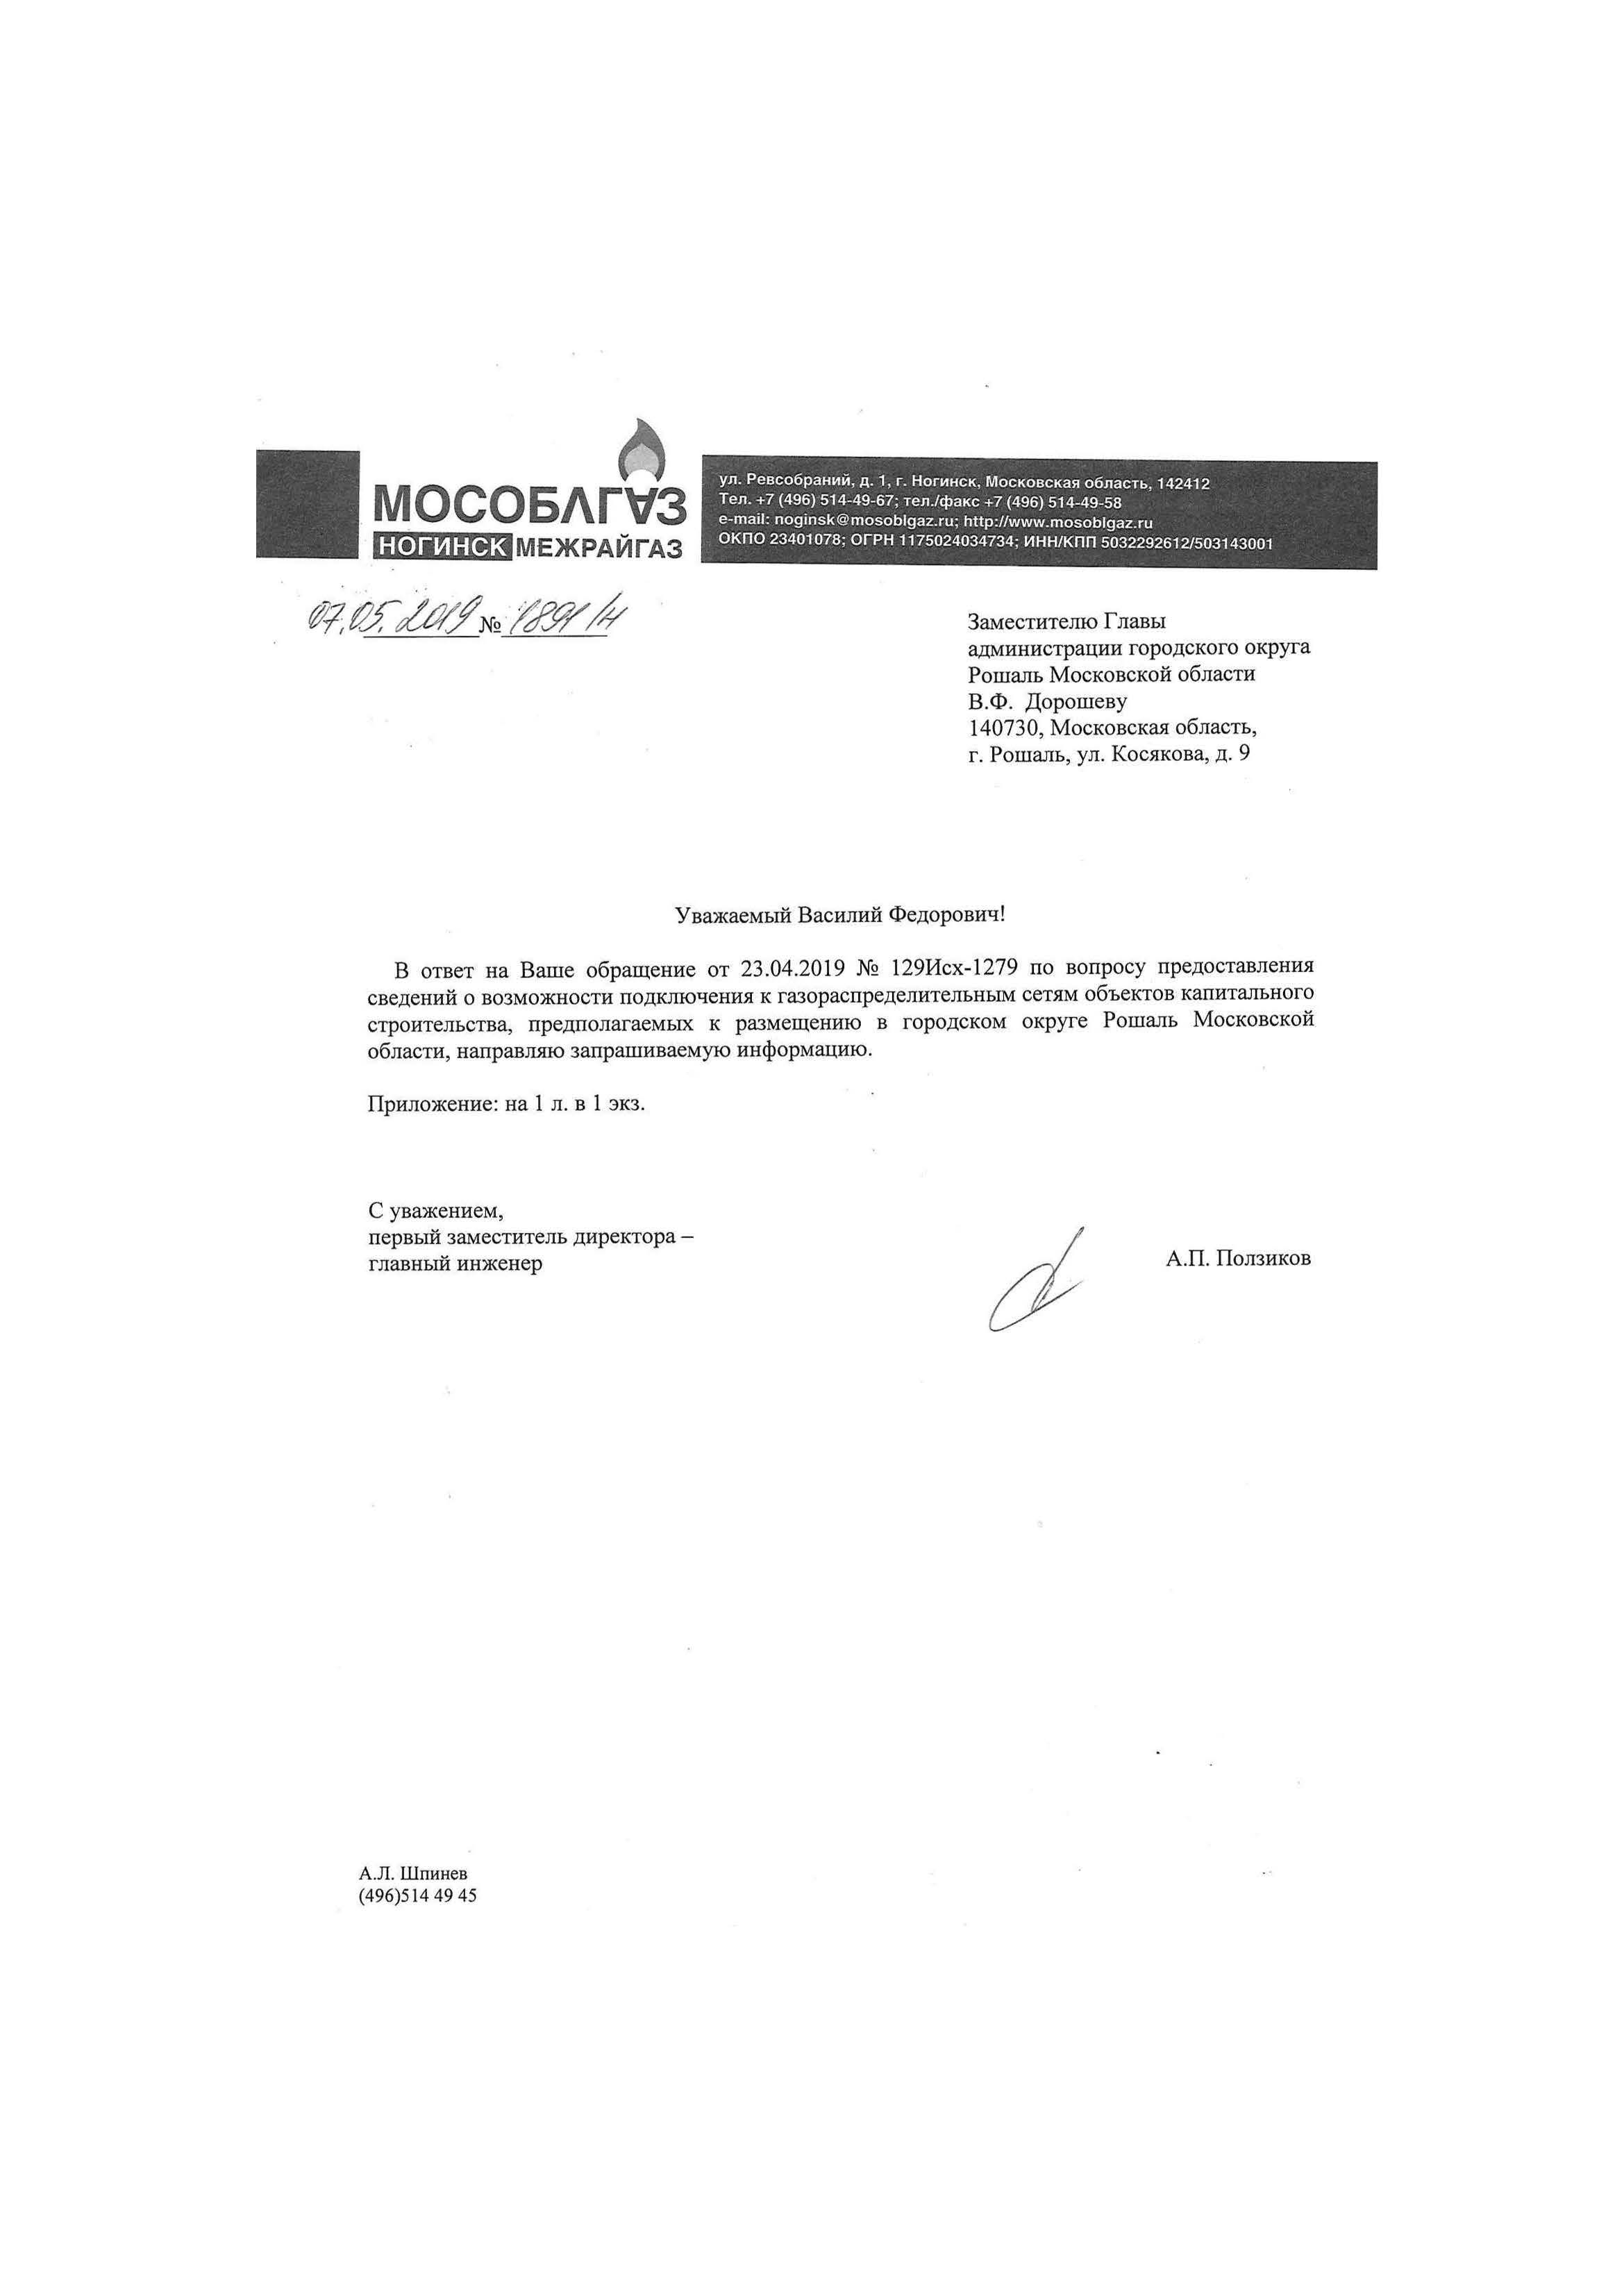 МОСОБЛГАЗ
НОГИНСК МЕЖРАЙГАЗ
ул. Ревсобраний, д. 1, г. Ногинск, Московская область, 142412
Тел. +7 (496) 514-49-67; тел./факс +7 (496) 514-49-58
e-mail: noginsk@mosoblgaz.ru; http://www.mosoblgaz.ru
ОКПО 23401078; ОГРН 1175024034734; ИНН/КПП 5032292612/503143001
07.05.2019 № 1891/Н
Заместителю Главы
администрации городского округа
Рошаль Московской области
В.Ф. Дорошеву
140730, Московская область,
г. Рошаль, ул. Косякова, д. 9
Уважаемый Василий Федорович!
В ответ на Ваше обращение от 23.04.2019 № 129Исх-1279 по вопросу предоставления
сведений о возможности подключения к газораспределительным сетям объектов капитального
строительства, предполагаемых к размещению в городском округе Рошаль Московской
области, направляю запрашиваемую информацию.
Приложение: на 1 л. в 1 экз.
С уважением,
первый заместитель директора –
главный инженер
А.П. Ползиков
А.Л. Шпинев
(496)514 49 45